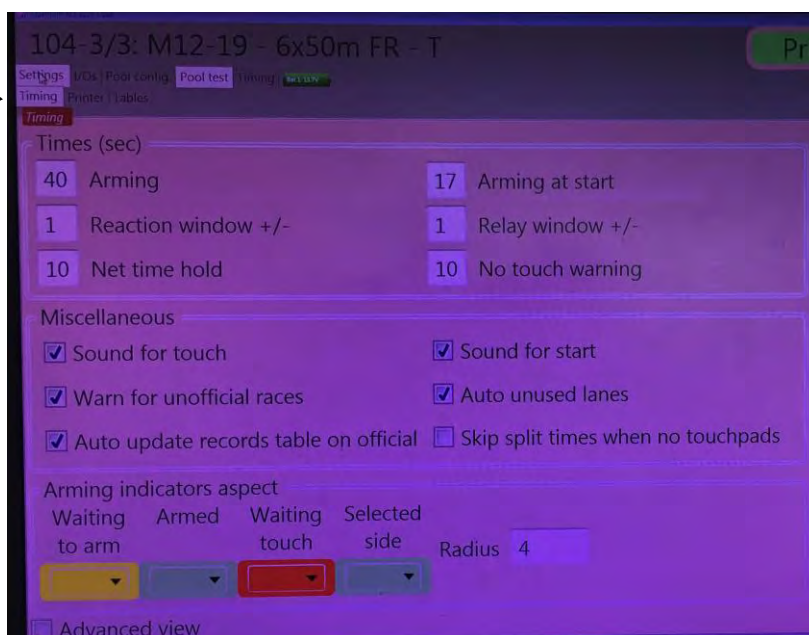 104-3/3: M12-19 - 6x50m FR - T
Pr
Settings I/Os Pool config. Pool test Timing
Timing Printer Tables
Timing
Times (sec)
40 Arming 17 Arming at start
1 Reaction window +/- 1 Relay window +/-
10 Net time hold 10 No touch warning
Miscellaneous
Sound for touch Sound for start
Warn for unofficial races Auto unused lanes
Auto update records table on official Skip split times when no touchpads
Arming indicators aspect
Waiting to arm Armed Waiting touch Selected side
Radius 4
Advanced view